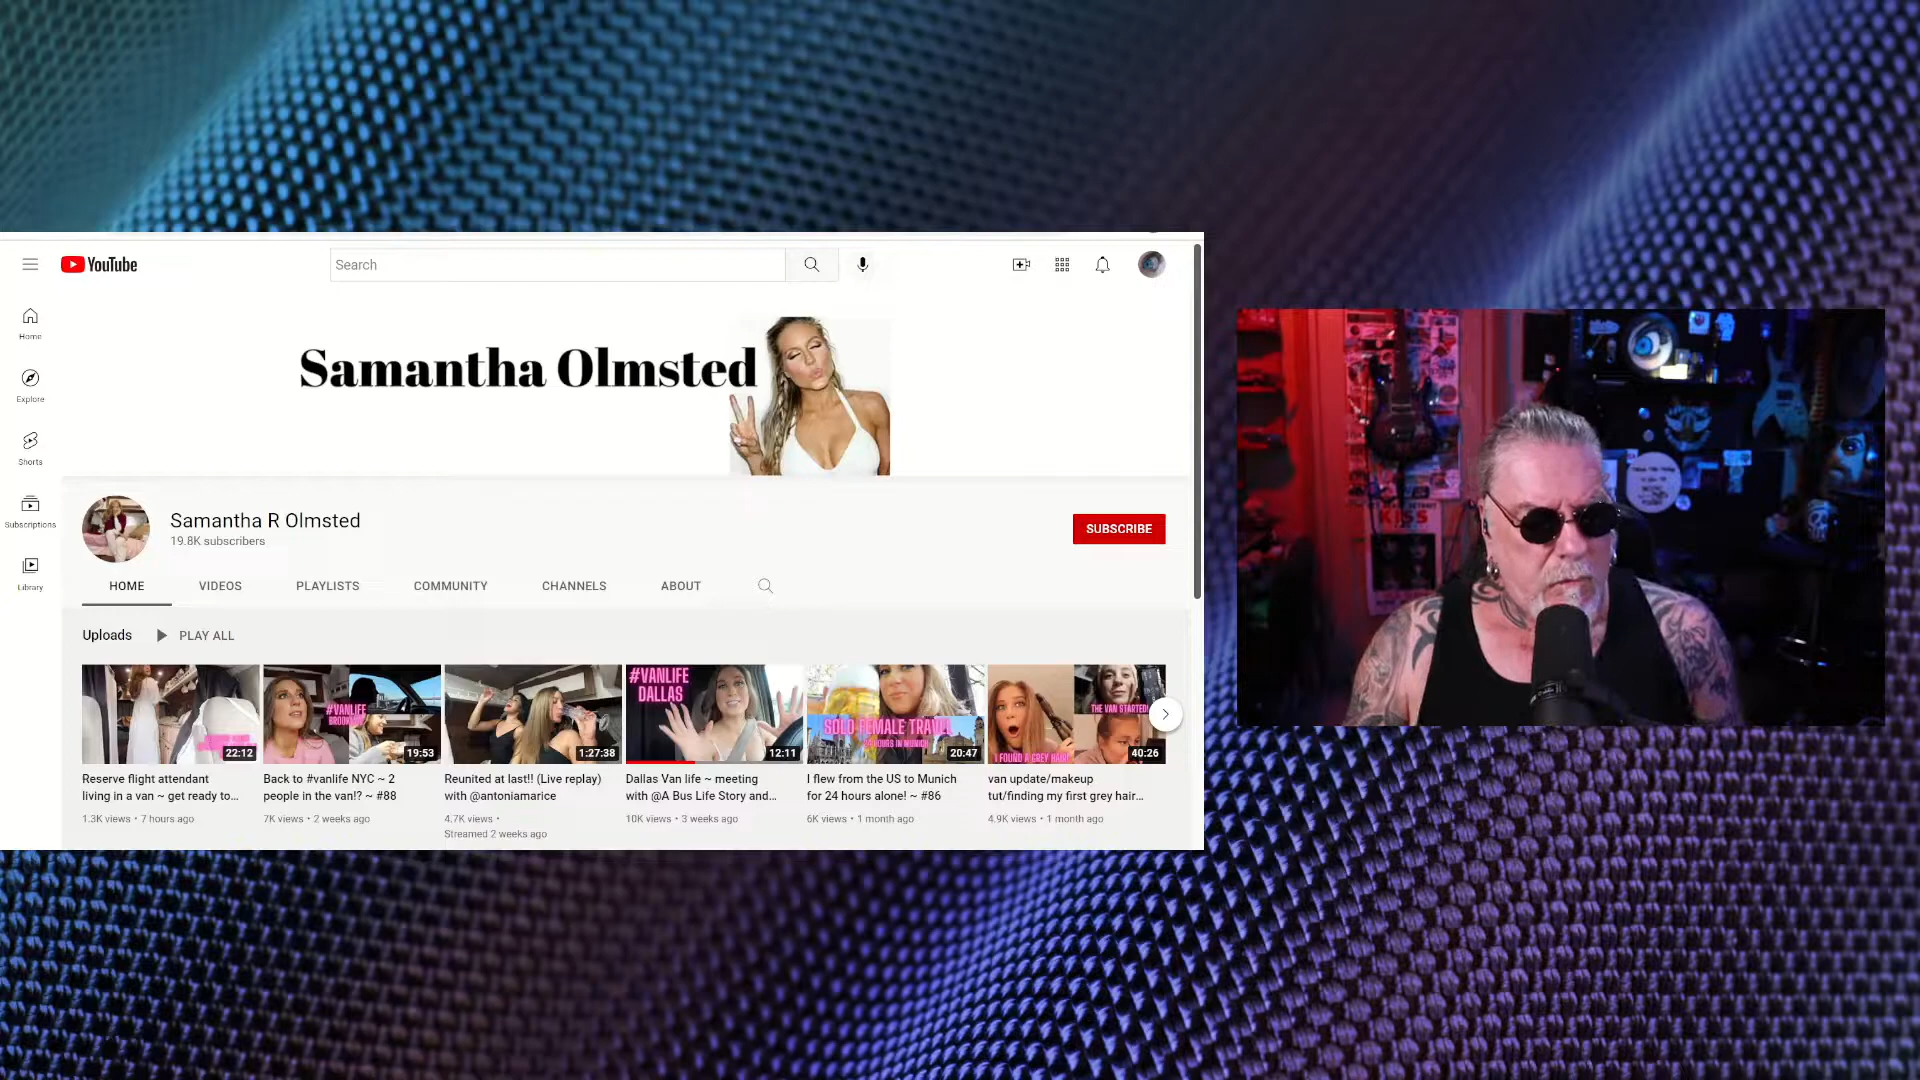 YouTube
Search
Home
Explore
Shorts
Subscriptions
Library
Samantha Olmsted
Samantha R Olmsted
19.8K subscribers
SUBSCRIBE
HOME
VIDEOS
PLAYLISTS
COMMUNITY
CHANNELS
ABOUT
Uploads
PLAY ALL
22:12
#VANLIFE
19:53
1:27:38
#VANLIFE
DALLAS
12:11
SOLO FEMALE TRAVEL
20:47
THE VAN STARTED!
I FOUND A GREY HAIR!
40:26
Reserve flight attendant
living in a van ~ get ready to...
1.3K views • 7 hours ago
Back to #vanlife NYC ~ 2
people in the van!? ~ #88
7K views • 2 weeks ago
Reunited at last!! (Live replay)
with @antoniamarice
4.7K views •
Streamed 2 weeks ago
Dallas Van life ~ meeting
with @A Bus Life Story and...
10K views • 3 weeks ago
I flew from the US to Munich
for 24 hours alone! ~ #86
6K views • 1 month ago
van update/makeup
tut/finding my first grey hair...
4.9K views • 1 month ago
KISS